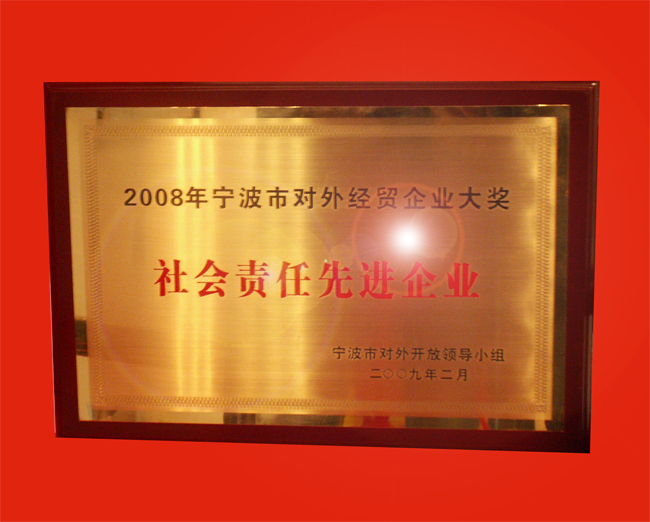 2008年宁波市对外经贸企业大奖
社会责任先进企业
宁波市对外开放领导小组
二〇〇九年二月